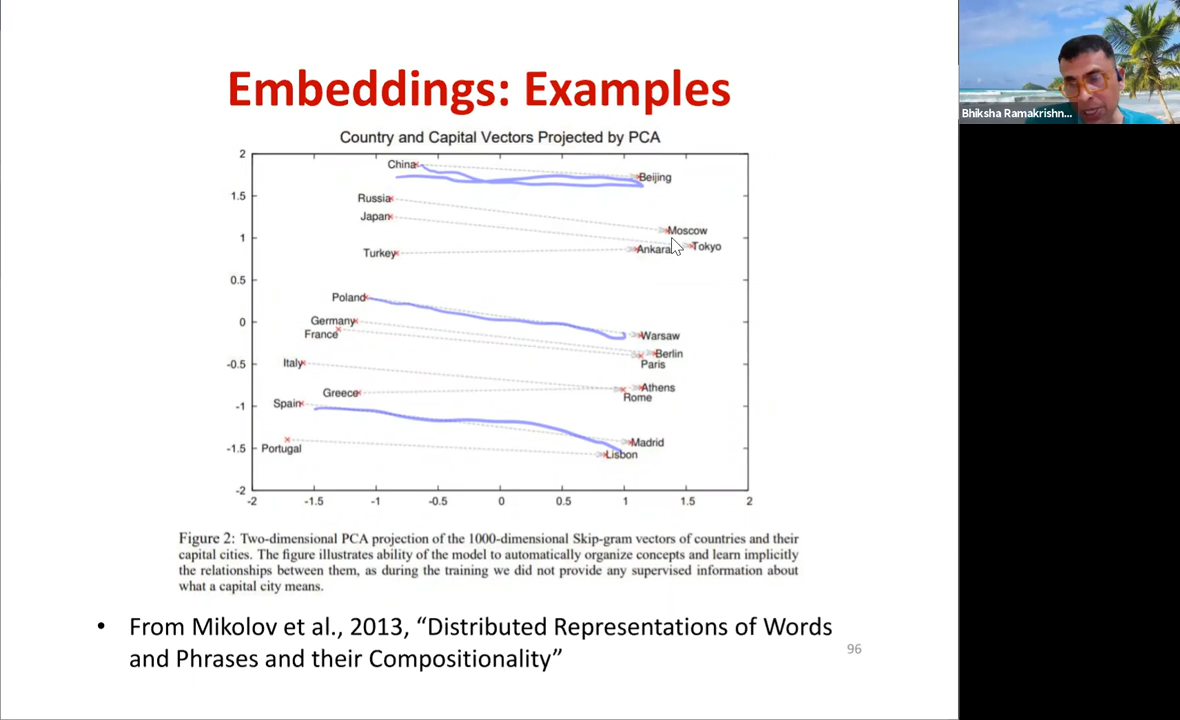 Embeddings: Examples
Bhiksha Ramakrishn...
Country and Capital Vectors Projected by PCA
2
1.5
1
0.5
0
-0.5
-1
-1.5
-2
China
Beijing
Russia
Japan
Moscow
Tokyo
Turkey
Ankara
Poland
Germany
France
Warsaw
Berlin
Paris
Italy
Greece
Athens
Rome
Spain
Madrid
Portugal
Lisbon
-2
-1.5
-1
-0.5
0
0.5
1
1.5
2
Figure 2: Two-dimensional PCA projection of the 1000-dimensional Skip-gram vectors of countries and their
capital cities. The figure illustrates ability of the model to automatically organize concepts and learn implicitly
the relationships between them, as during the training we did not provide any supervised information about
what a capital city means.
• From Mikolov et al., 2013, “Distributed Representations of Words
and Phrases and their Compositionality”
96